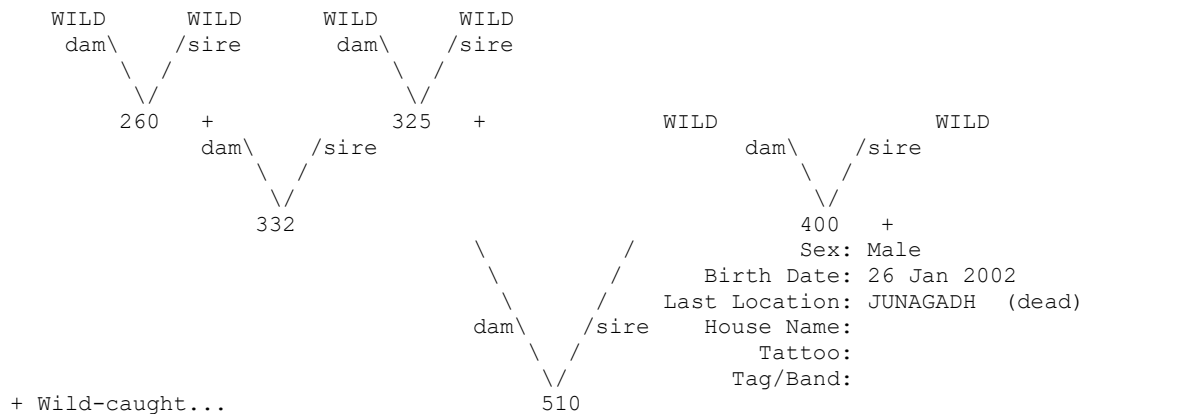 WILD WILD WILD WILD
dam\ /sire dam\ /sire
\ / \ /
\/ \/
260 + 325 + WILD WILD
dam\ /sire dam\ /sire
\ / \ /
\/ \/
332 400 +
\ / Sex: Male
\ / Birth Date: 26 Jan 2002
\ / Last Location: JUNAGADH (dead)
dam\ /sire House Name:
\ / Tattoo:
\/ Tag/Band:
+ Wild-caught... 510